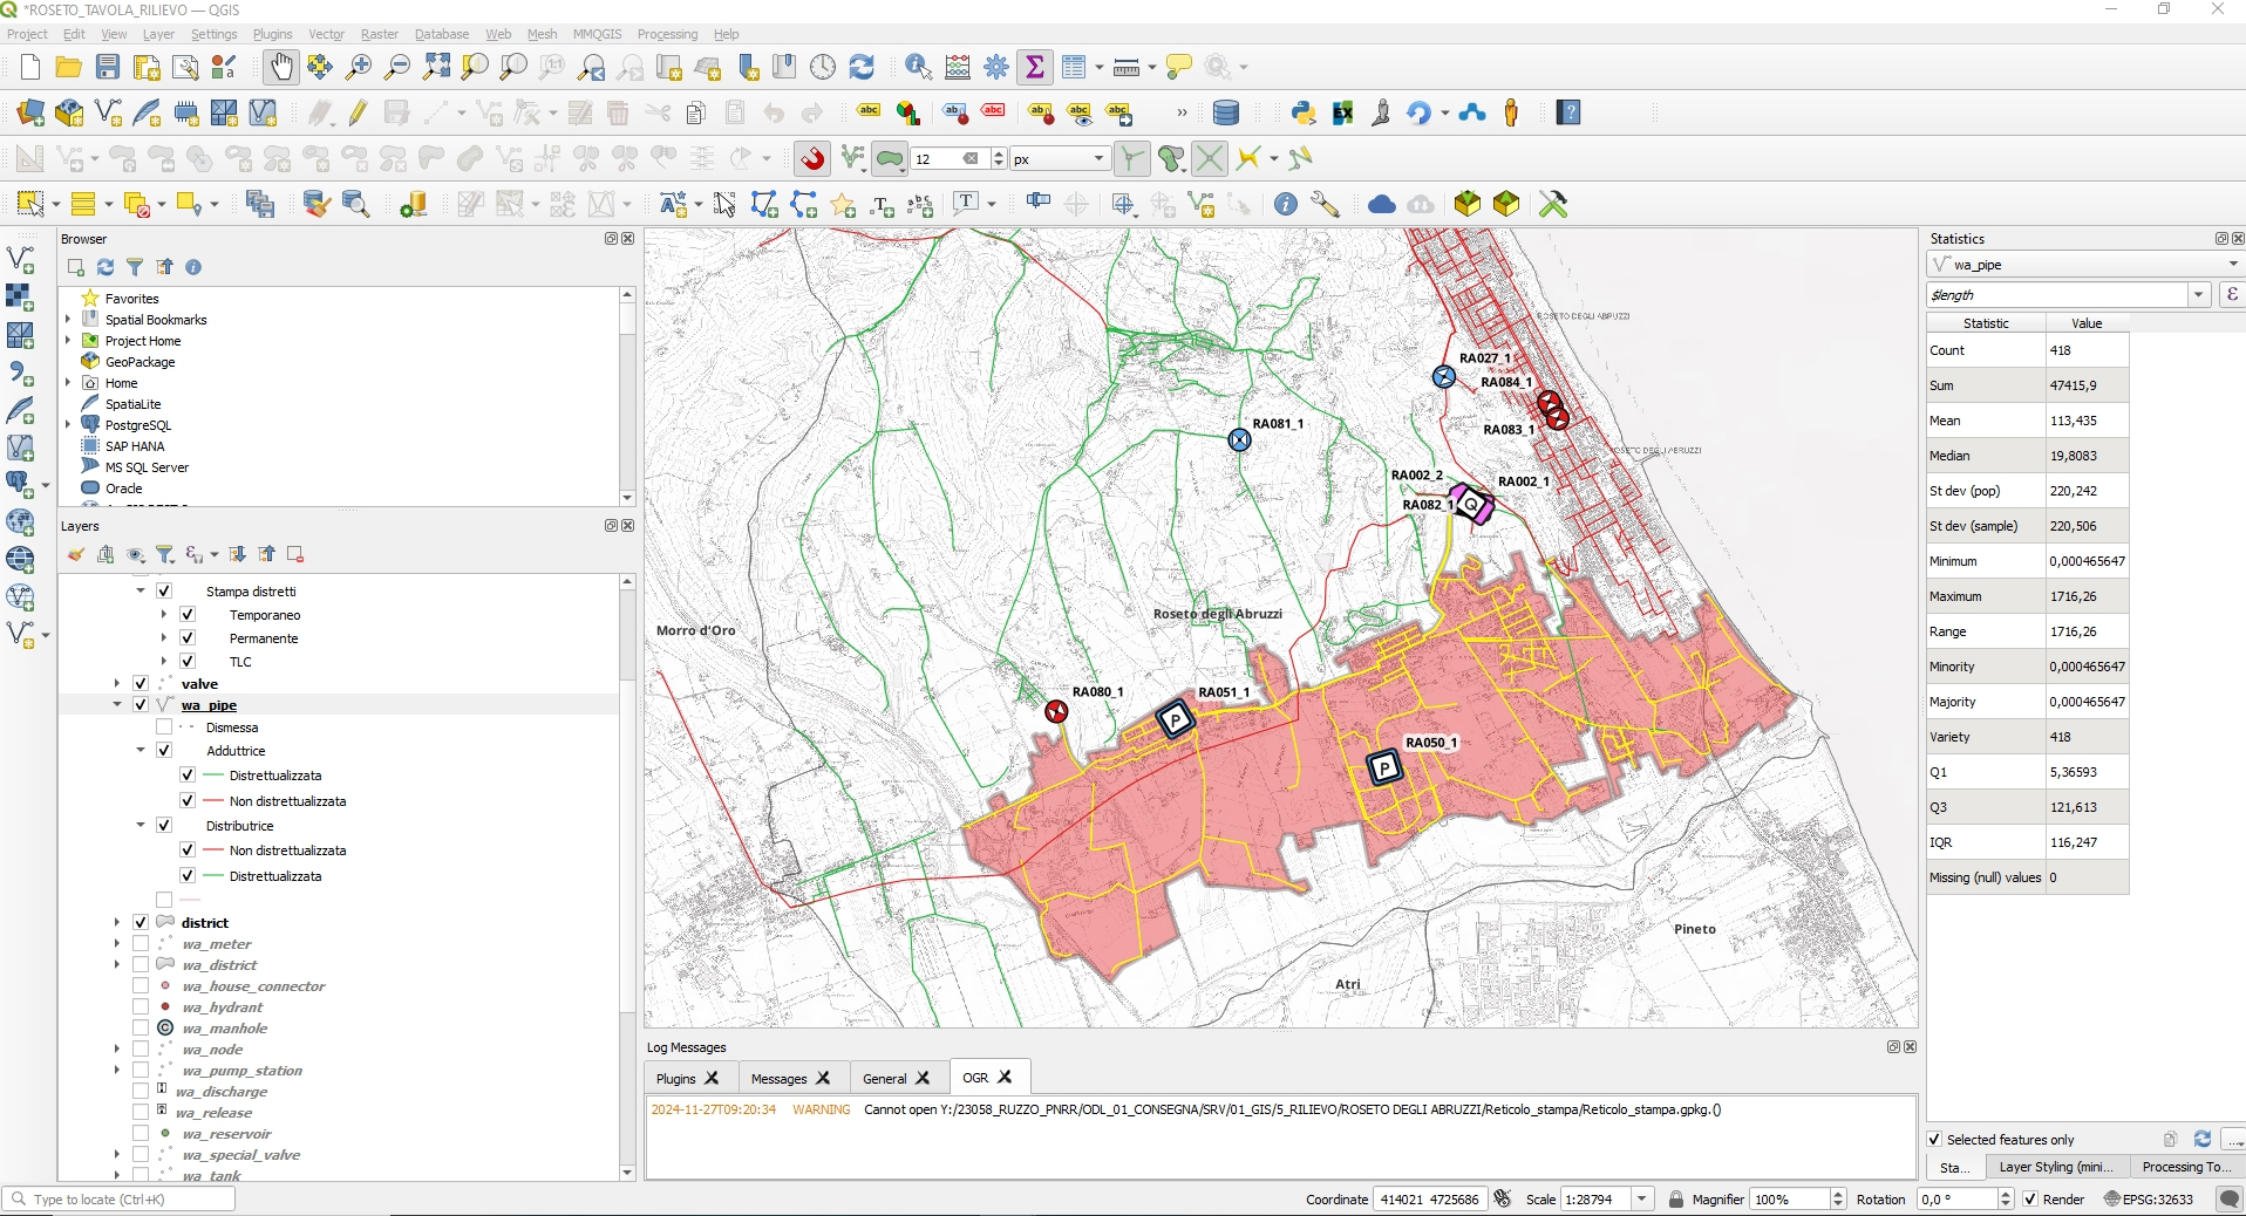 *ROSETO_TAVOLA_RILIEVO — QGIS
Project Edit View Layer Settings Plugins Vector Raster Database Web Mesh MMQGIS Processing Help
12 px
Browser
Favorites
Spatial Bookmarks
Project Home
GeoPackage
Home
SpatiaLite
PostgreSQL
SAP HANA
MS SQL Server
Oracle
Layers
Stampa distretti
Temporaneo
Permanente
TLC
valve
wa_pipe
Dismessa
Adduttrice
Distrettualizzata
Non distrettualizzata
Distributrice
Non distrettualizzata
Distrettualizzata
district
wa_meter
wa_district
wa_house_connector
wa_hydrant
wa_manhole
wa_node
wa_pump_station
wa_discharge
wa_release
wa_reservoir
wa_special_valve
wa_tank
ROSETO DEGLI ABRUZZI
RA027_1
RA084_1
RA081_1
RA083_1
ROSETO DEGLI ABRUZZI
RA002_2
RA002_1
RA082_1
Q
Roseto degli Abruzzi
Morro d'Oro
RA080_1
RA051_1
P
RA050_1
P
Pineto
Atri
Log Messages
Plugins Messages General OGR
2024-11-27T09:20:34 WARNING Cannot open Y:/23058_RUZZO_PNRR/ODL_01_CONSEGNA/SRV/01_GIS/5_RILIEVO/ROSETO DEGLI ABRUZZI/Reticolo_stampa/Reticolo_stampa.gpkg.()
Statistics
wa_pipe
$length
Statistic Value
Count 418
Sum 47415,9
Mean 113,435
Median 19,8083
St dev (pop) 220,242
St dev (sample) 220,506
Minimum 0,000465647
Maximum 1716,26
Range 1716,26
Minority 0,000465647
Majority 0,000465647
Variety 418
Q1 5,36593
Q3 121,613
IQR 116,247
Missing (null) values 0
Selected features only
Sta... Layer Styling (mini... Processing To...
Type to locate (Ctrl+K) Coordinate 414021 4725686 Scale 1:28794 Magnifier 100% Rotation 0,0 ° Render EPSG:32633